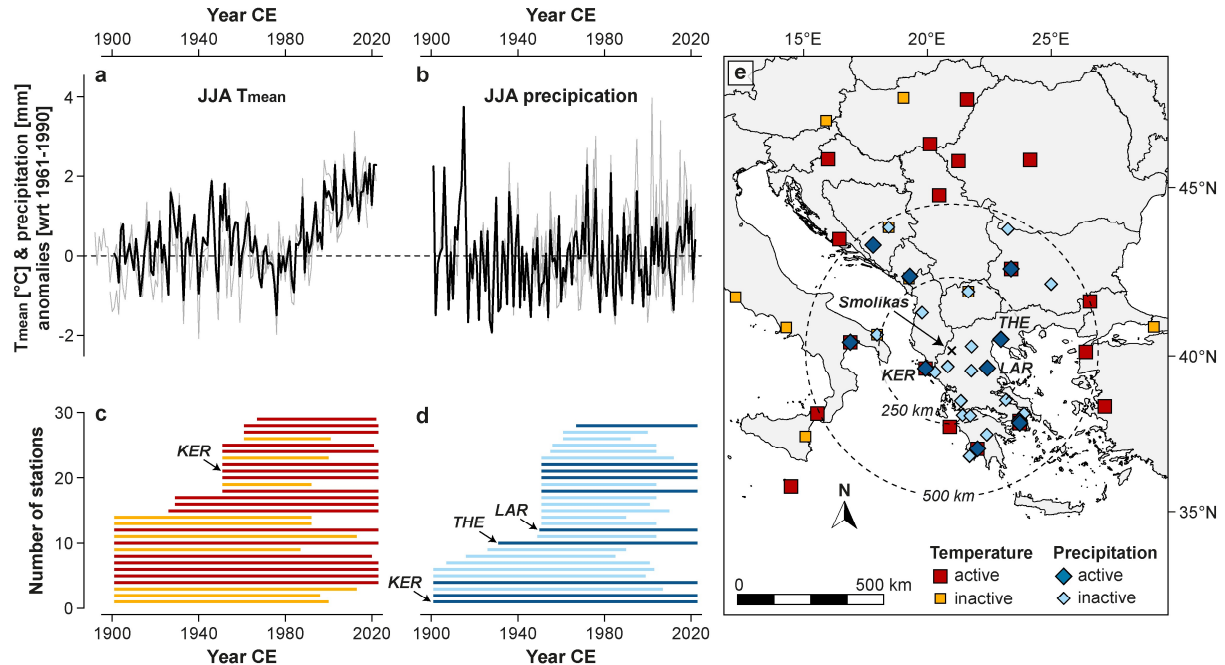 Year CE
1900 1940 1980 2020
Year CE
1900 1940 1980 2020
15°E 20°E 25°E
a
JJA Tmean
b
JJA precipication
e
Tmean [°C] & precipitation [mm]
anomalies [wrt 1961-1990]
4
2
0
-2
45°N
40°N
35°N
Smolikas
THE
KER
LAR
250 km
500 km
N
c
d
Number of stations
30
20
10
0
KER
LAR
THE
KER
1900 1940 1980 2020
Year CE
1900 1940 1980 2020
Year CE
0 500 km
Temperature
active
inactive
Precipitation
active
inactive